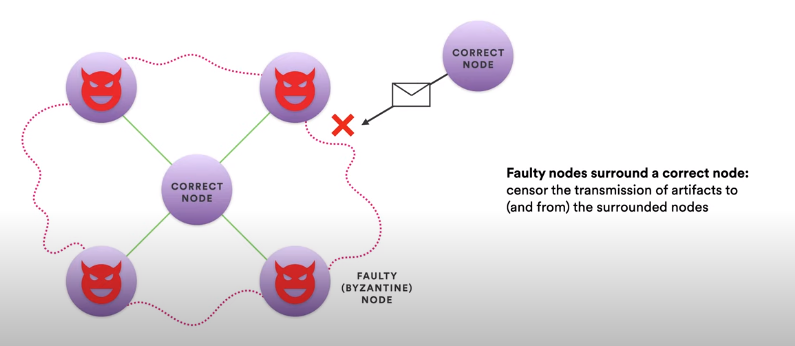 CORRECT
NODE
CORRECT
NODE
Faulty nodes surround a correct node:
censor the transmission of artifacts to
(and from) the surrounded nodes
FAULTY
(BYZANTINE)
NODE